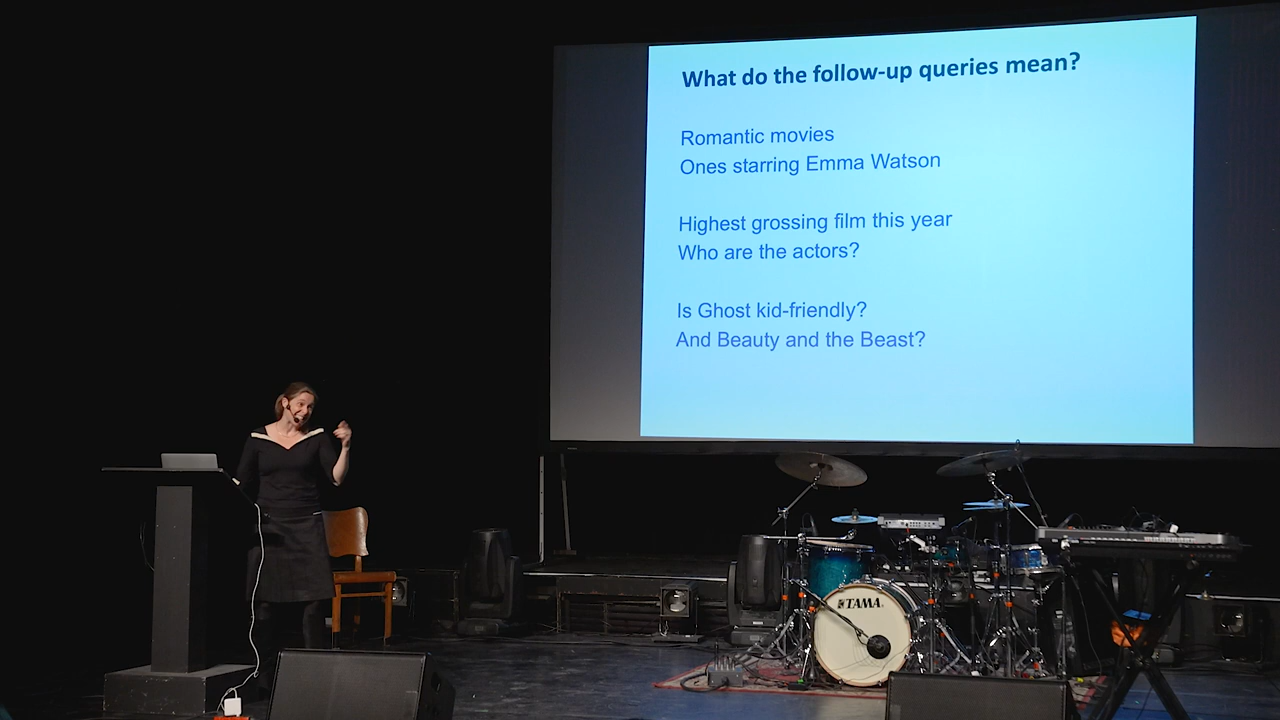 What do the follow-up queries mean?
Romantic movies
Ones starring Emma Watson
Highest grossing film this year
Who are the actors?
Is Ghost kid-friendly?
And Beauty and the Beast?
TAMA